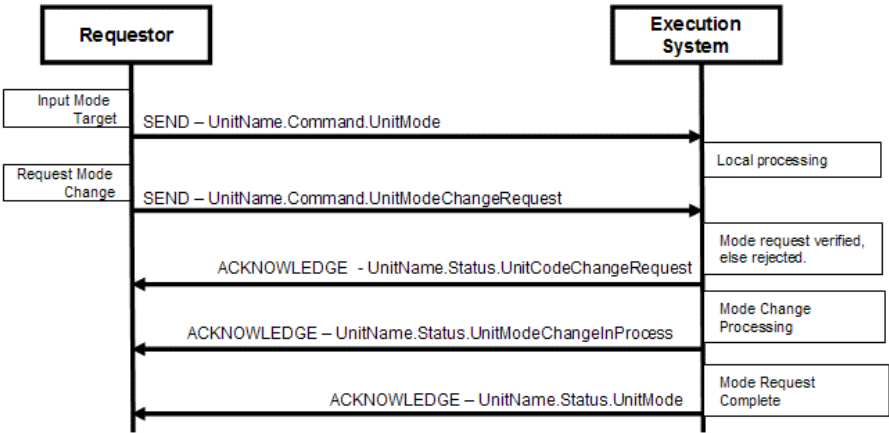 Requestor
Execution
System
Input Mode
Target
SEND – UnitName.Command.UnitMode
Local processing
Request Mode
Change
SEND – UnitName.Command.UnitModeChangeRequest
Mode request verified,
else rejected.
ACKNOWLEDGE - UnitName.Status.UnitCodeChangeRequest
Mode Change
Processing
ACKNOWLEDGE – UnitName.Status.UnitModeChangeInProcess
Mode Request
Complete
ACKNOWLEDGE – UnitName.Status.UnitMode